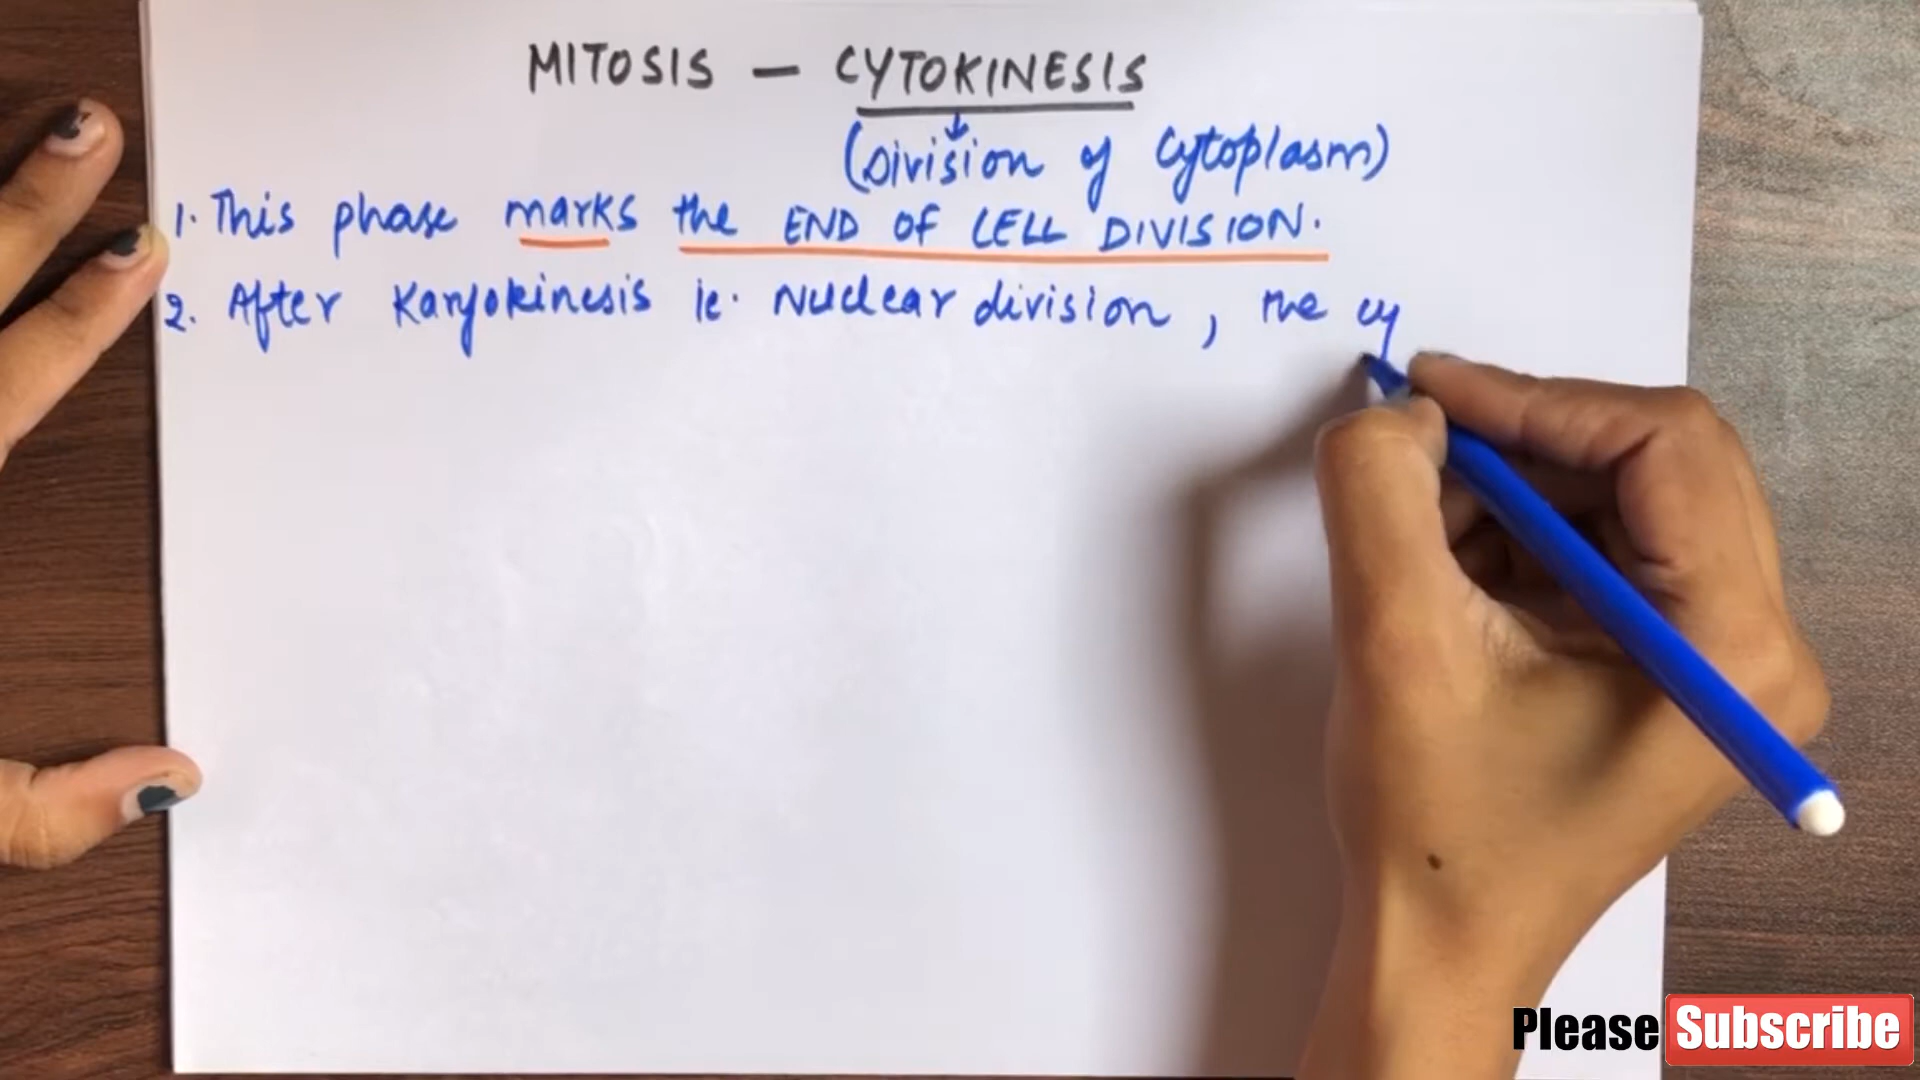 MITOSIS — CYTOKINESIS
(Division of Cytoplasm)
1. This phase marks the END OF CELL DIVISION.
2. After Karyokinesis ie. Nuclear division, the cy
Please Subscribe